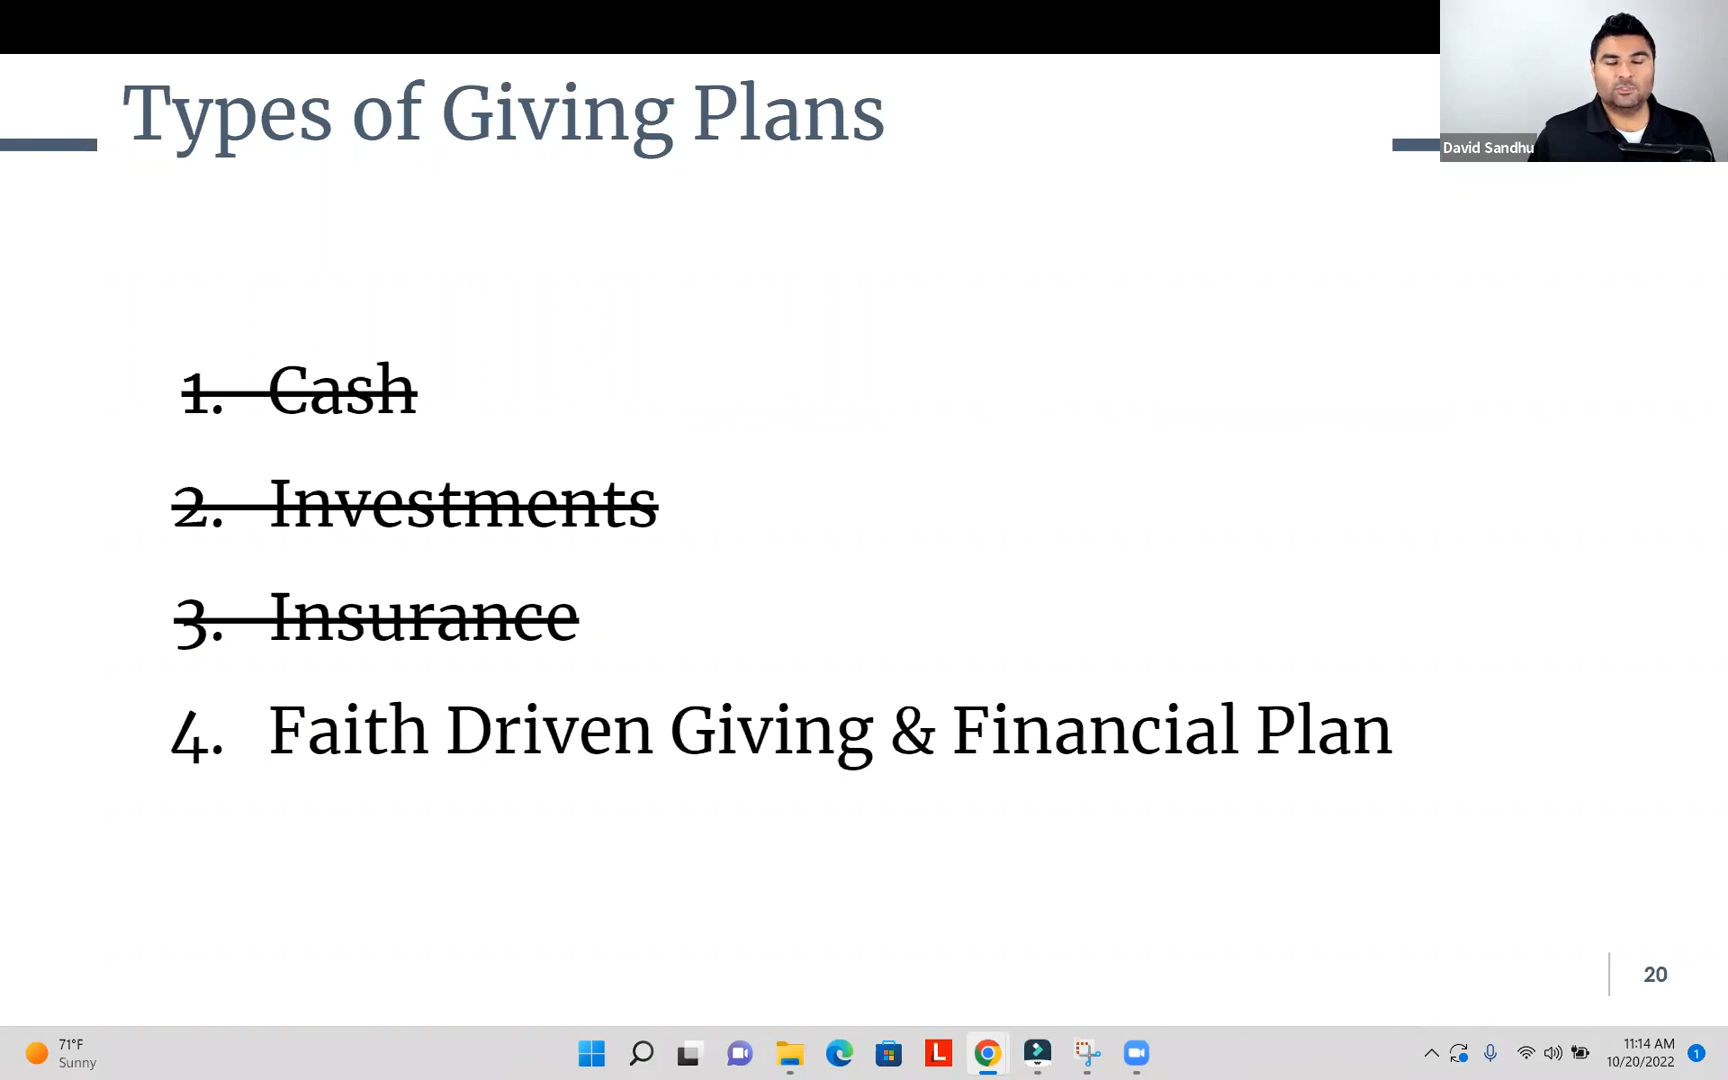 Types of Giving Plans
David Sandhu
1. Cash
2. Investments
3. Insurance
4. Faith Driven Giving & Financial Plan
20
71°F
Sunny
L
11:14 AM
10/20/2022
1